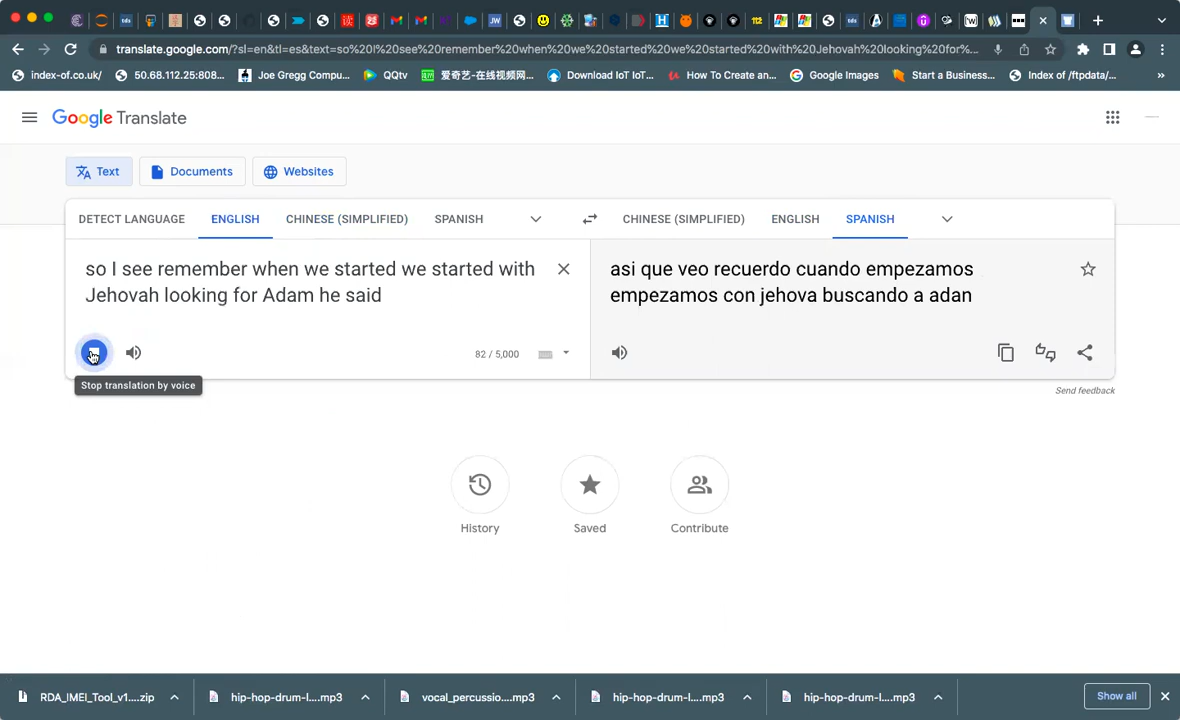 translate.google.com/?sl=en&tl=es&text=so%20I%20see%20remember%20when%20we%20started%20we%20started%20with%20Jehovah%20looking%20for%...
index-of.co.uk/
50.68.112.25:808...
Joe Gregg Compu...
QQtv
爱奇艺-在线视频网...
Download IoT IoT...
How To Create an...
Google Images
Start a Business...
Index of /ftpdata/...
»
Google Translate
Text
Documents
Websites
DETECT LANGUAGE
ENGLISH
CHINESE (SIMPLIFIED)
SPANISH
CHINESE (SIMPLIFIED)
ENGLISH
SPANISH
so I see remember when we started we started with
Jehovah looking for Adam he said
asi que veo recuerdo cuando empezamos
empezamos con jehova buscando a adan
82 / 5,000
Stop translation by voice
Send feedback
History
Saved
Contribute
RDA_IMEI_Tool_v1....zip
hip-hop-drum-l....mp3
vocal_percussio....mp3
hip-hop-drum-l....mp3
hip-hop-drum-l....mp3
Show all